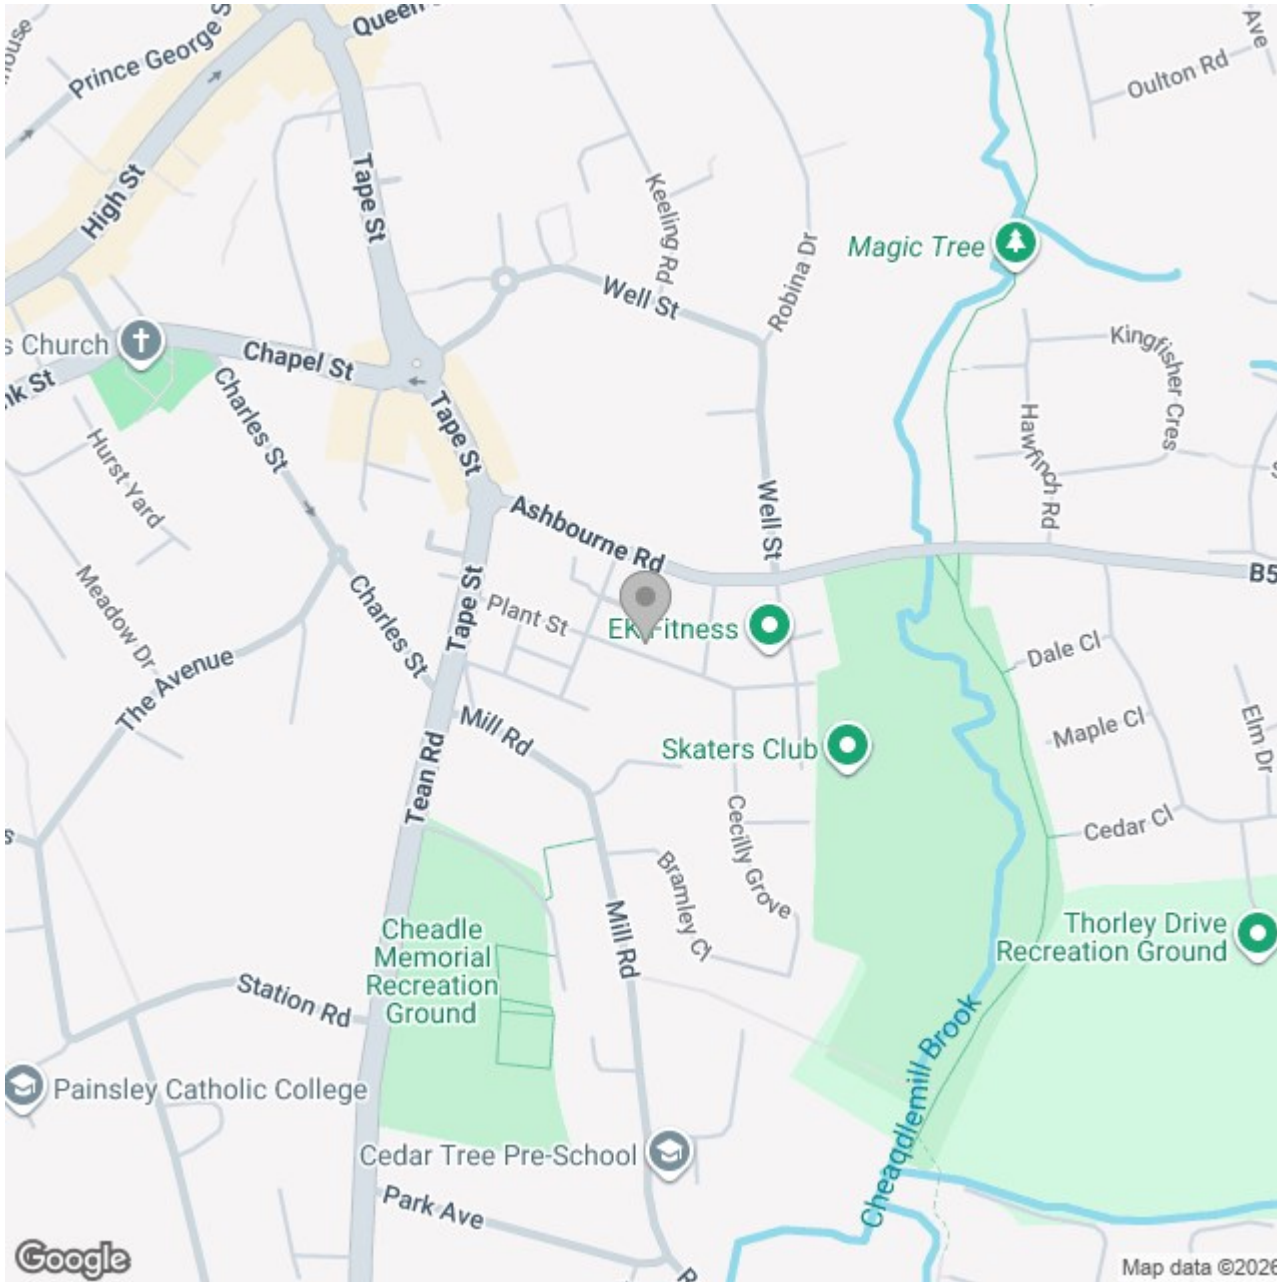 Queen
Prince George S
house
Ave
Oulton Rd
High St
Tape St
Keeling Rd
Robina Dr
Magic Tree
Well St
Kingfisher Cres
s Church
Chapel St
nk St
Charles St
Tape St
Hurst Yard
Hawfinch Rd
Well St
Ashbourne Rd
B5
Meadow Dr
Charles St
Tape St
Plant St
EK Fitness
Dale Cl
The Avenue
Mill Rd
Skaters Club
Maple Cl
Elm Dr
Tean Rd
Cecilly Grove
Cedar Cl
s
Bramley Cl
Mill Rd
Cheadle
Memorial
Recreation
Ground
Thorley Drive
Recreation Ground
Station Rd
Cheaqdlemill Brook
Painsley Catholic College
Cedar Tree Pre-School
Park Ave
Google
Map data ©2026